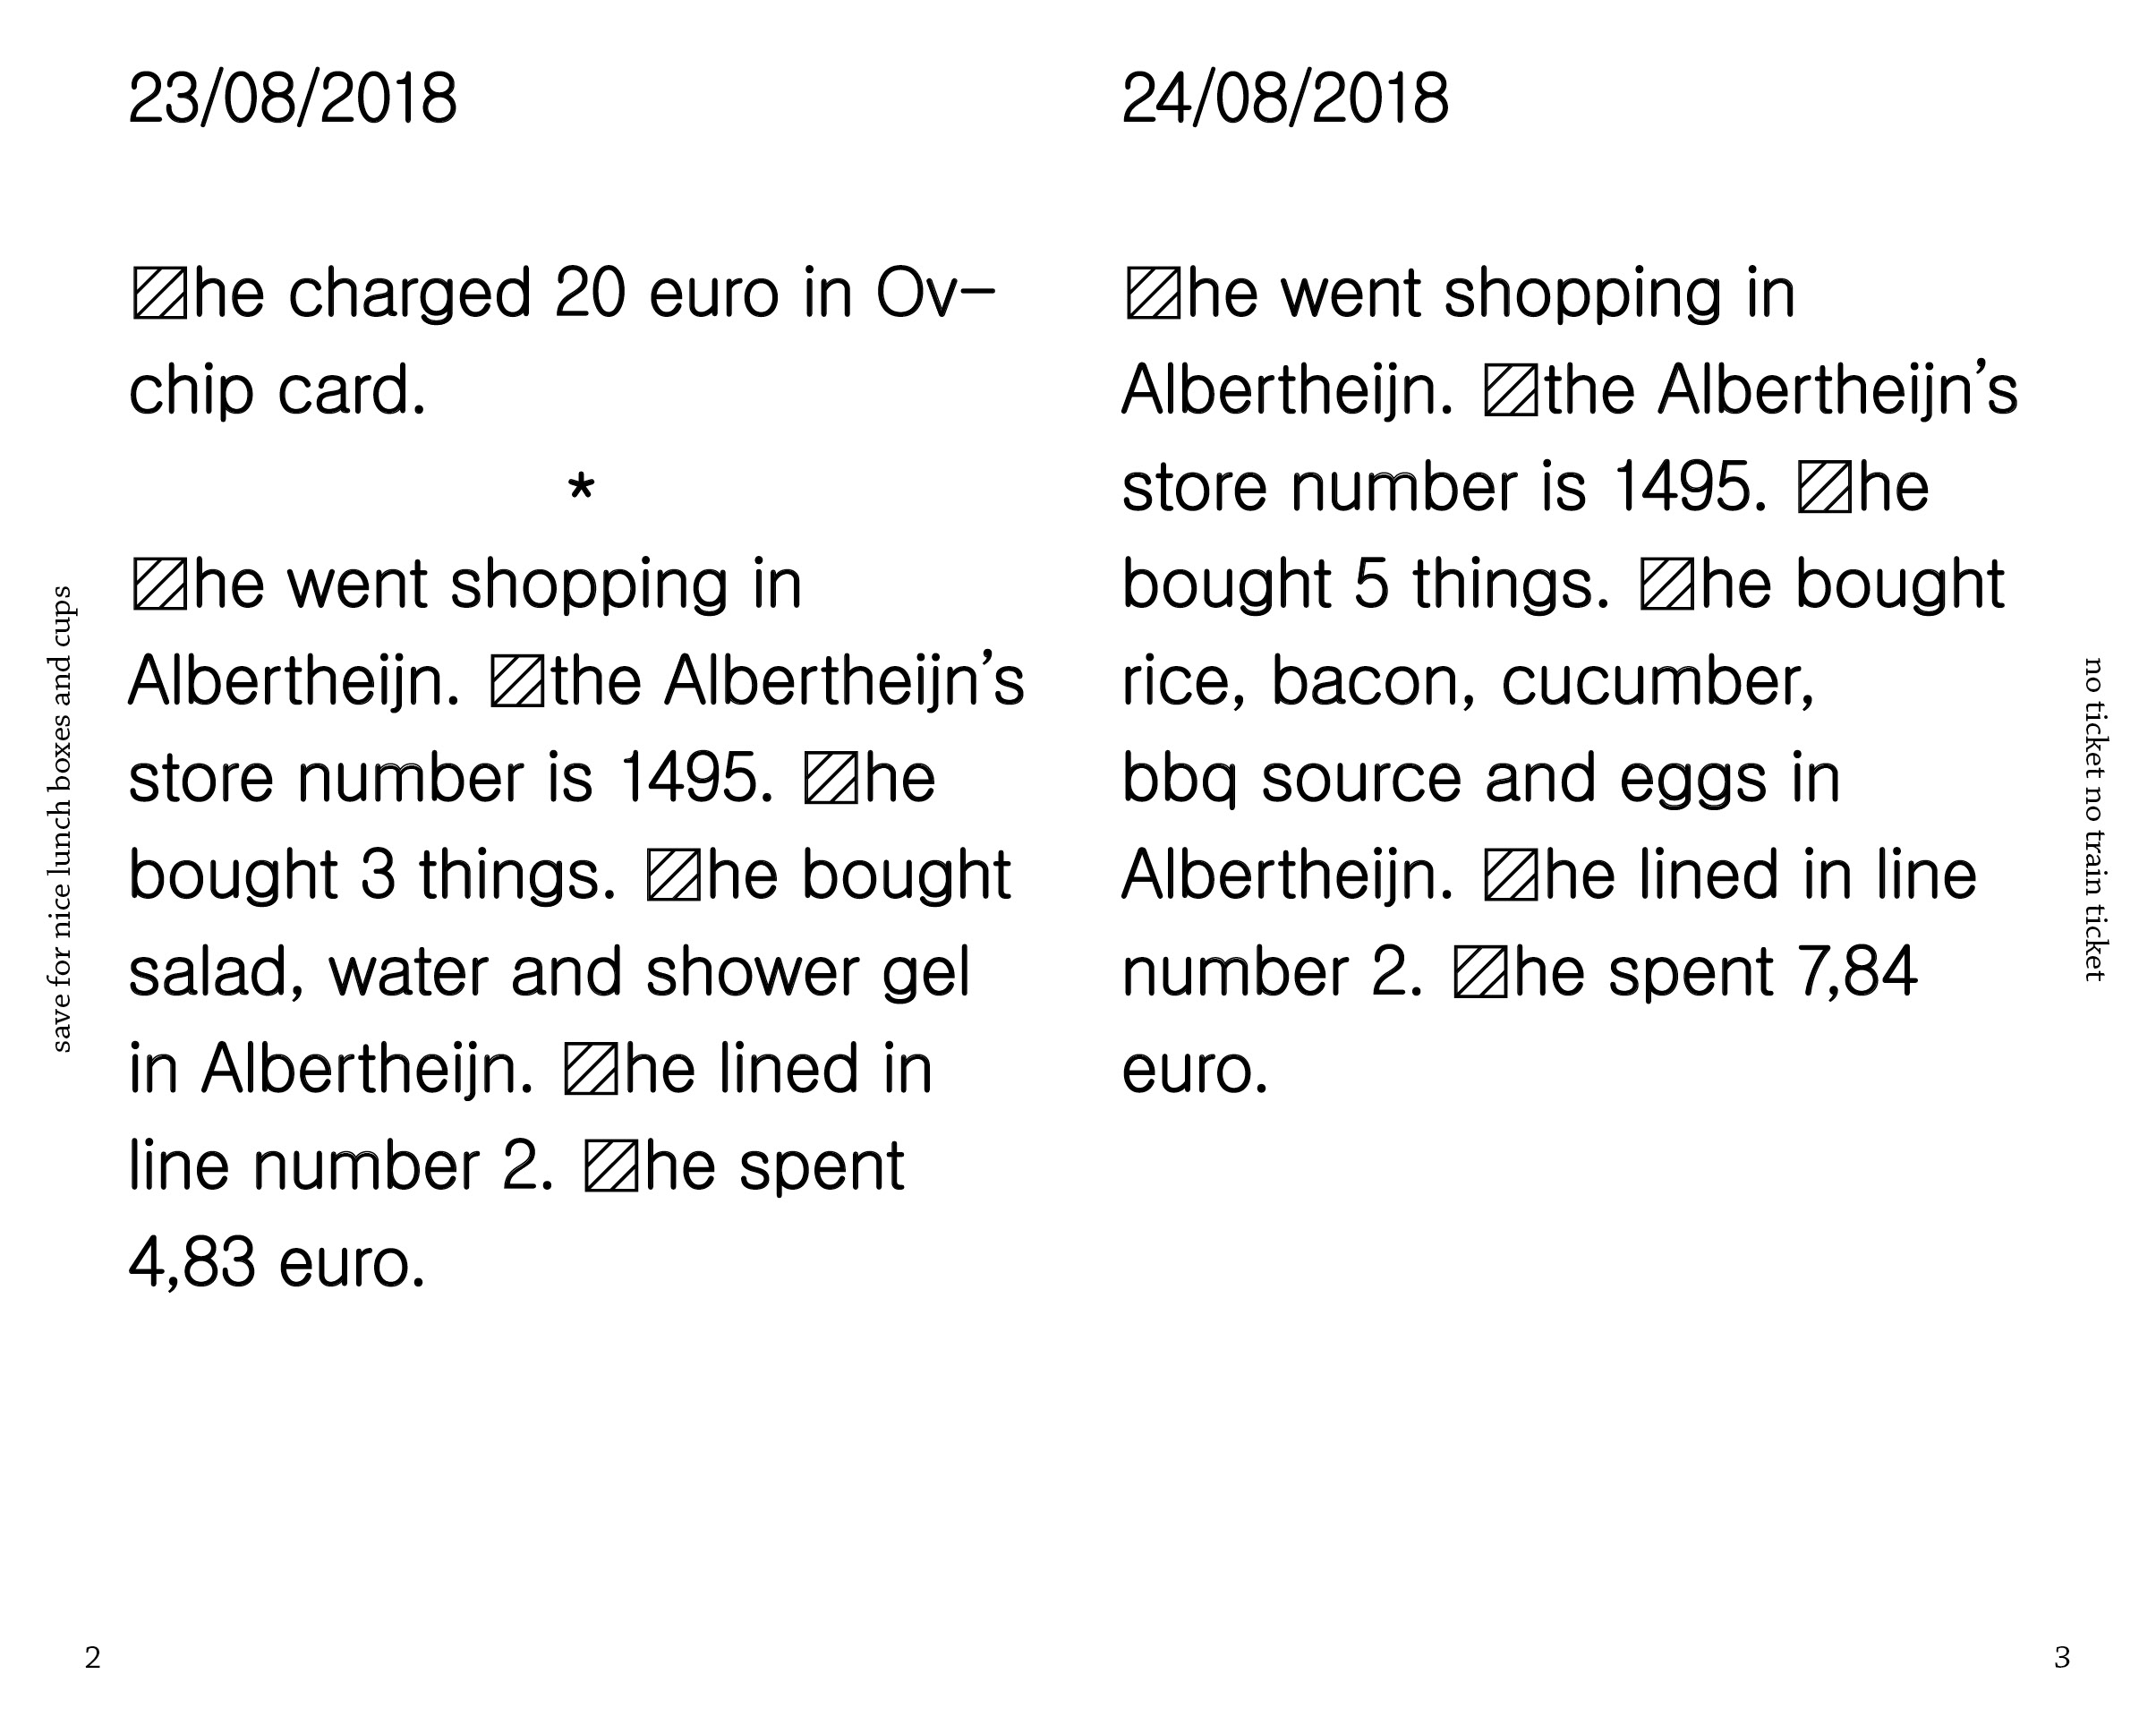 23/08/2018
▨he charged 20 euro in Ov-
chip card.
*
▨he went shopping in
Albertheijn. ▨the Albertheijn’s
store number is 1495. ▨he
bought 3 things. ▨he bought
salad, water and shower gel
in Albertheijn. ▨he lined in
line number 2. ▨he spent
4,83 euro.
save for nice lunch boxes and cups
2
24/08/2018
▨he went shopping in
Albertheijn. ▨the Albertheijn’s
store number is 1495. ▨he
bought 5 things. ▨he bought
rice, bacon, cucumber,
bbq source and eggs in
Albertheijn. ▨he lined in line
number 2. ▨he spent 7,84
euro.
no ticket no train ticket
3